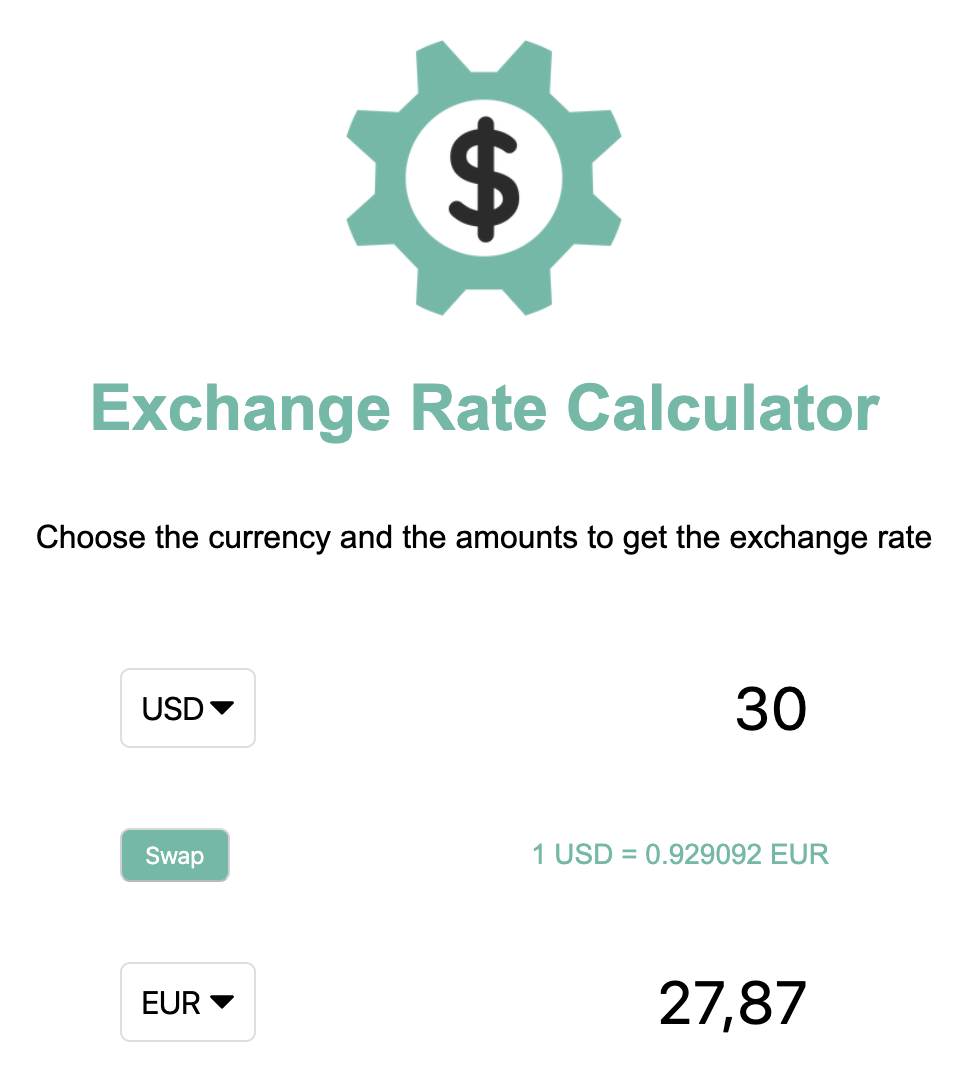 $
Exchange Rate Calculator
Choose the currency and the amounts to get the exchange rate
USD 30
Swap 1 USD = 0.929092 EUR
EUR 27,87